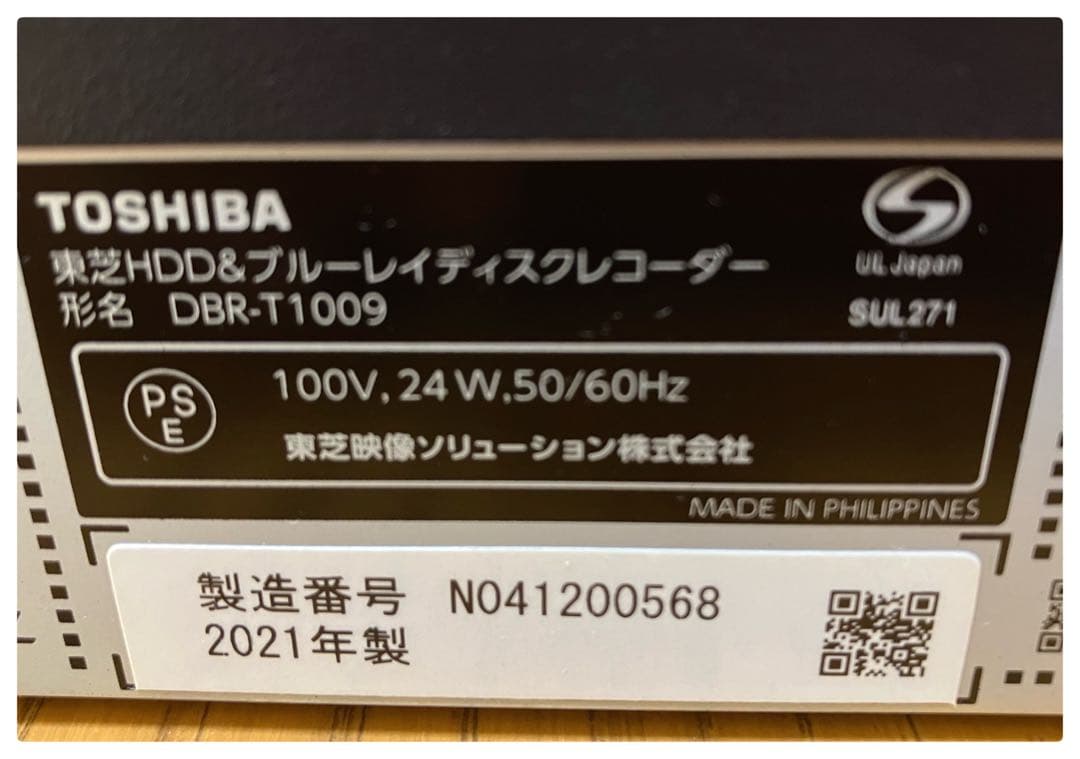 TOSHIBA
東芝HDD&ブルーレイディスクレコーダー
形名 DBR-T1009
UL Japan
SUL271
PS
E
100V, 24 W, 50/60Hz
東芝映像ソリューション株式会社
MADE IN PHILIPPINES
製造番号 N041200568
2021年製